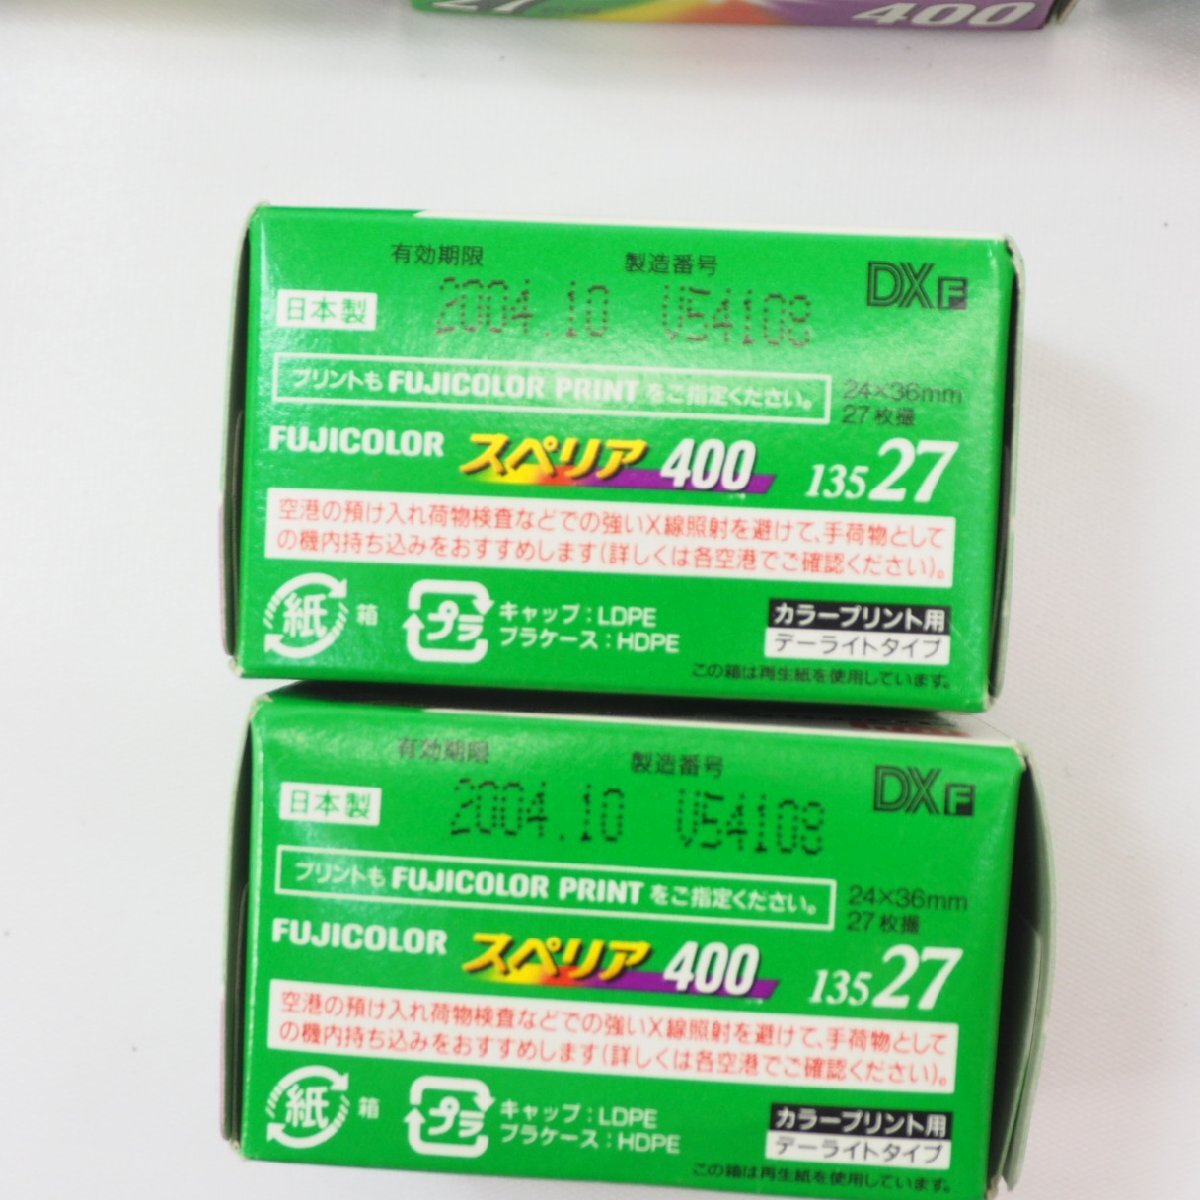 27 400
有効期限 製造番号
日本製 2004.10 V54108 DXF
プリントも FUJICOLOR PRINT をご指定ください。
24×36mm
27枚撮
FUJICOLOR スペリア 400 135 27
空港の預け入れ荷物検査などでの強いX線照射を避けて、手荷物として
の機内持ち込みをおすすめします(詳しくは各空港でご確認ください)。
紙 箱 プラ キャップ:LDPE
プラケース:HDPE
カラープリント用
デーライトタイプ
この箱は再生紙を使用しています。
有効期限 製造番号
日本製 2004.10 V54108 DXF
プリントも FUJICOLOR PRINT をご指定ください。
24×36mm
27枚撮
FUJICOLOR スペリア 400 135 27
空港の預け入れ荷物検査などでの強いX線照射を避けて、手荷物として
の機内持ち込みをおすすめします(詳しくは各空港でご確認ください)。
紙 箱 プラ キャップ:LDPE
プラケース:HDPE
カラープリント用
デーライトタイプ
この箱は再生紙を使用しています。